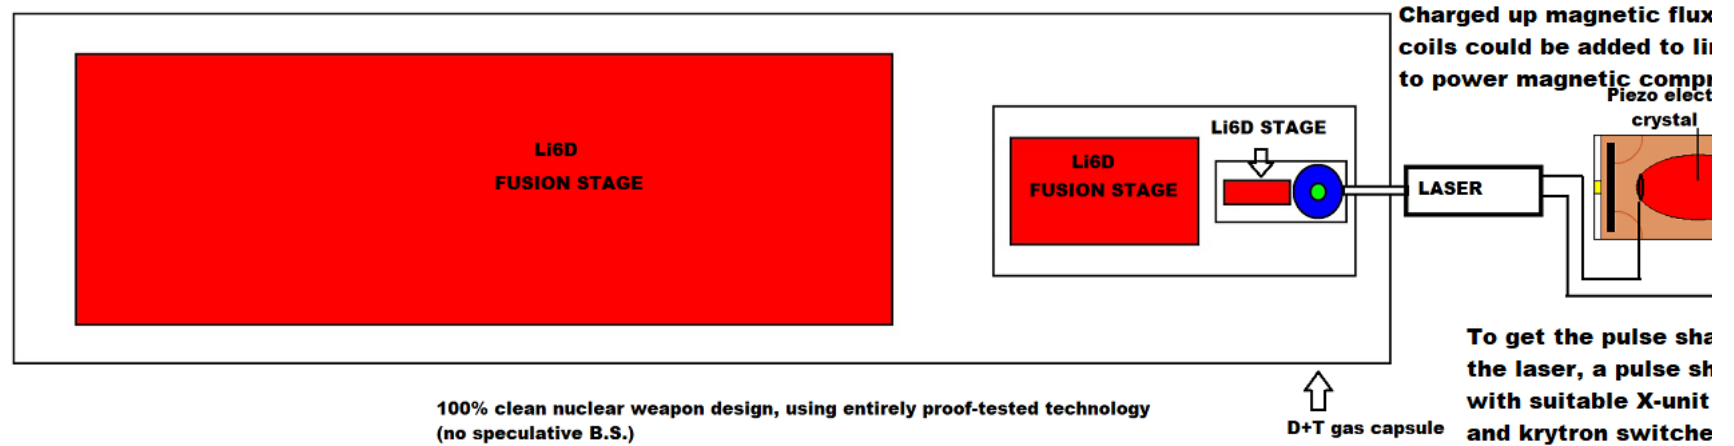 Charged up magnetic flux
coils could be added to
to power magnetic
Piezo
crystal
Li6D STAGE
Li6D
FUSION STAGE
Li6D
FUSION STAGE
LASER
To get the pulse
the laser, a pulse
with suitable X-unit
and krytron
100% clean nuclear weapon design, using entirely proof-tested technology
(no speculative B.S.)
D+T gas capsule